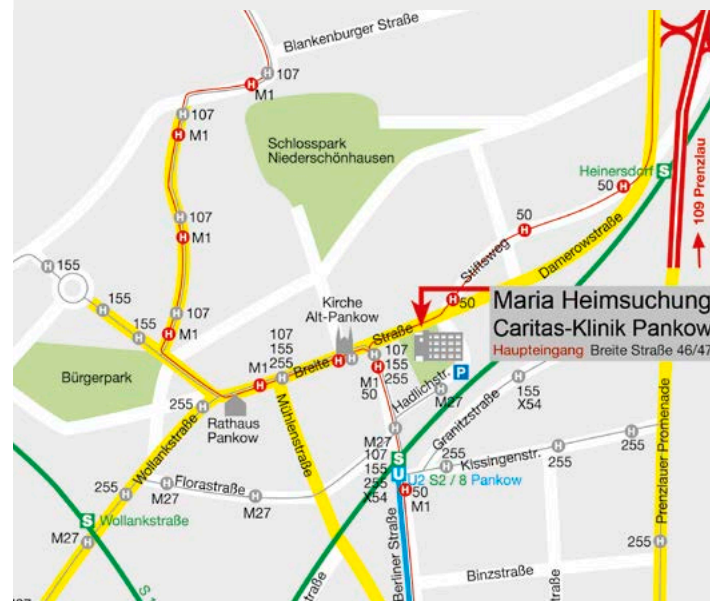 Blankenburger Straße
107
M1
107
M1
Schlosspark
Niederschönhausen
Heinersdorf
S
50
50
109 Prenzlau
107
M1
155
155
155
107
M1
Stiftsweg
Damerowstraße
50
Kirche
Alt-Pankow
Straße
Breite
107
155
255
M1
107
155
255
M1
50
Maria Heimsuchung
Caritas-Klinik Pankow
Haupteingang Breite Straße 46/47
Bürgerpark
Rathaus
Pankow
255
Wollankstraße
Mühlenstraße
Hadlichstr.
P
M27
Granitzstraße
155
X54
M27
107
155
255
X54
S
U
U2 S2 / 8 Pankow
50
M1
Kissingenstr.
255
255
255
Prenzlauer Promenade
255
Florastraße
M27
M27
255
S Wollankstraße
M27
Berliner Straße
Binzstraße